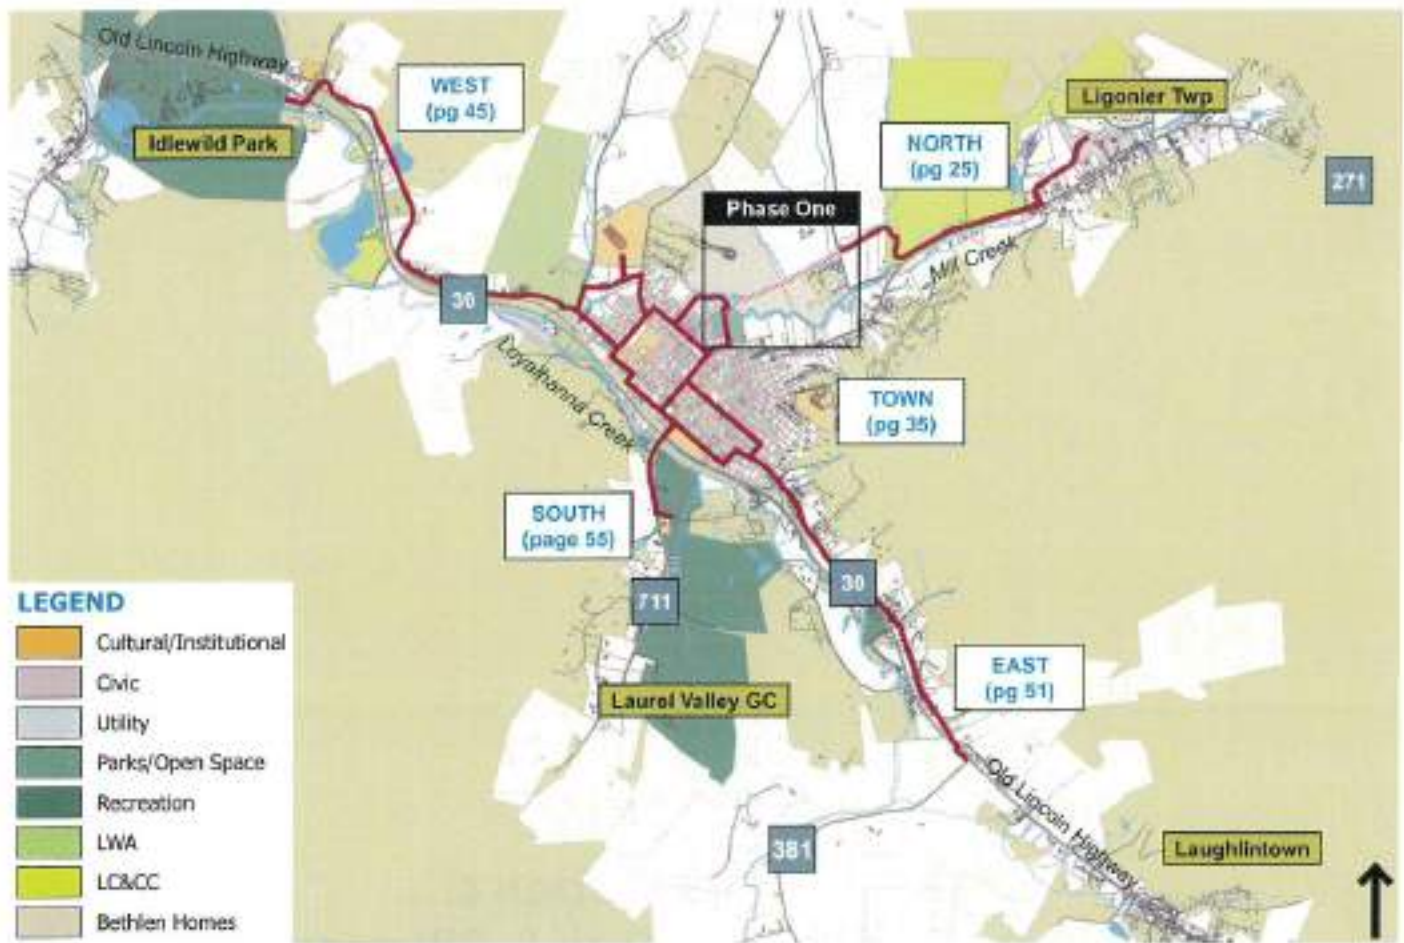 Old Lincoln Highway
WEST
(pg 45)
Idlewild Park
Ligonier Twp
NORTH
(pg 25)
271
Phase One
Mill Creek
30
Loyalhanna Creek
TOWN
(pg 35)
SOUTH
(page 55)
711
30
EAST
(pg 51)
Laurel Valley GC
Old Lincoln Highway
381
Laughlintown
LEGEND
Cultural/Institutional
Civic
Utility
Parks/Open Space
Recreation
LWA
LC&CC
Bethlen Homes